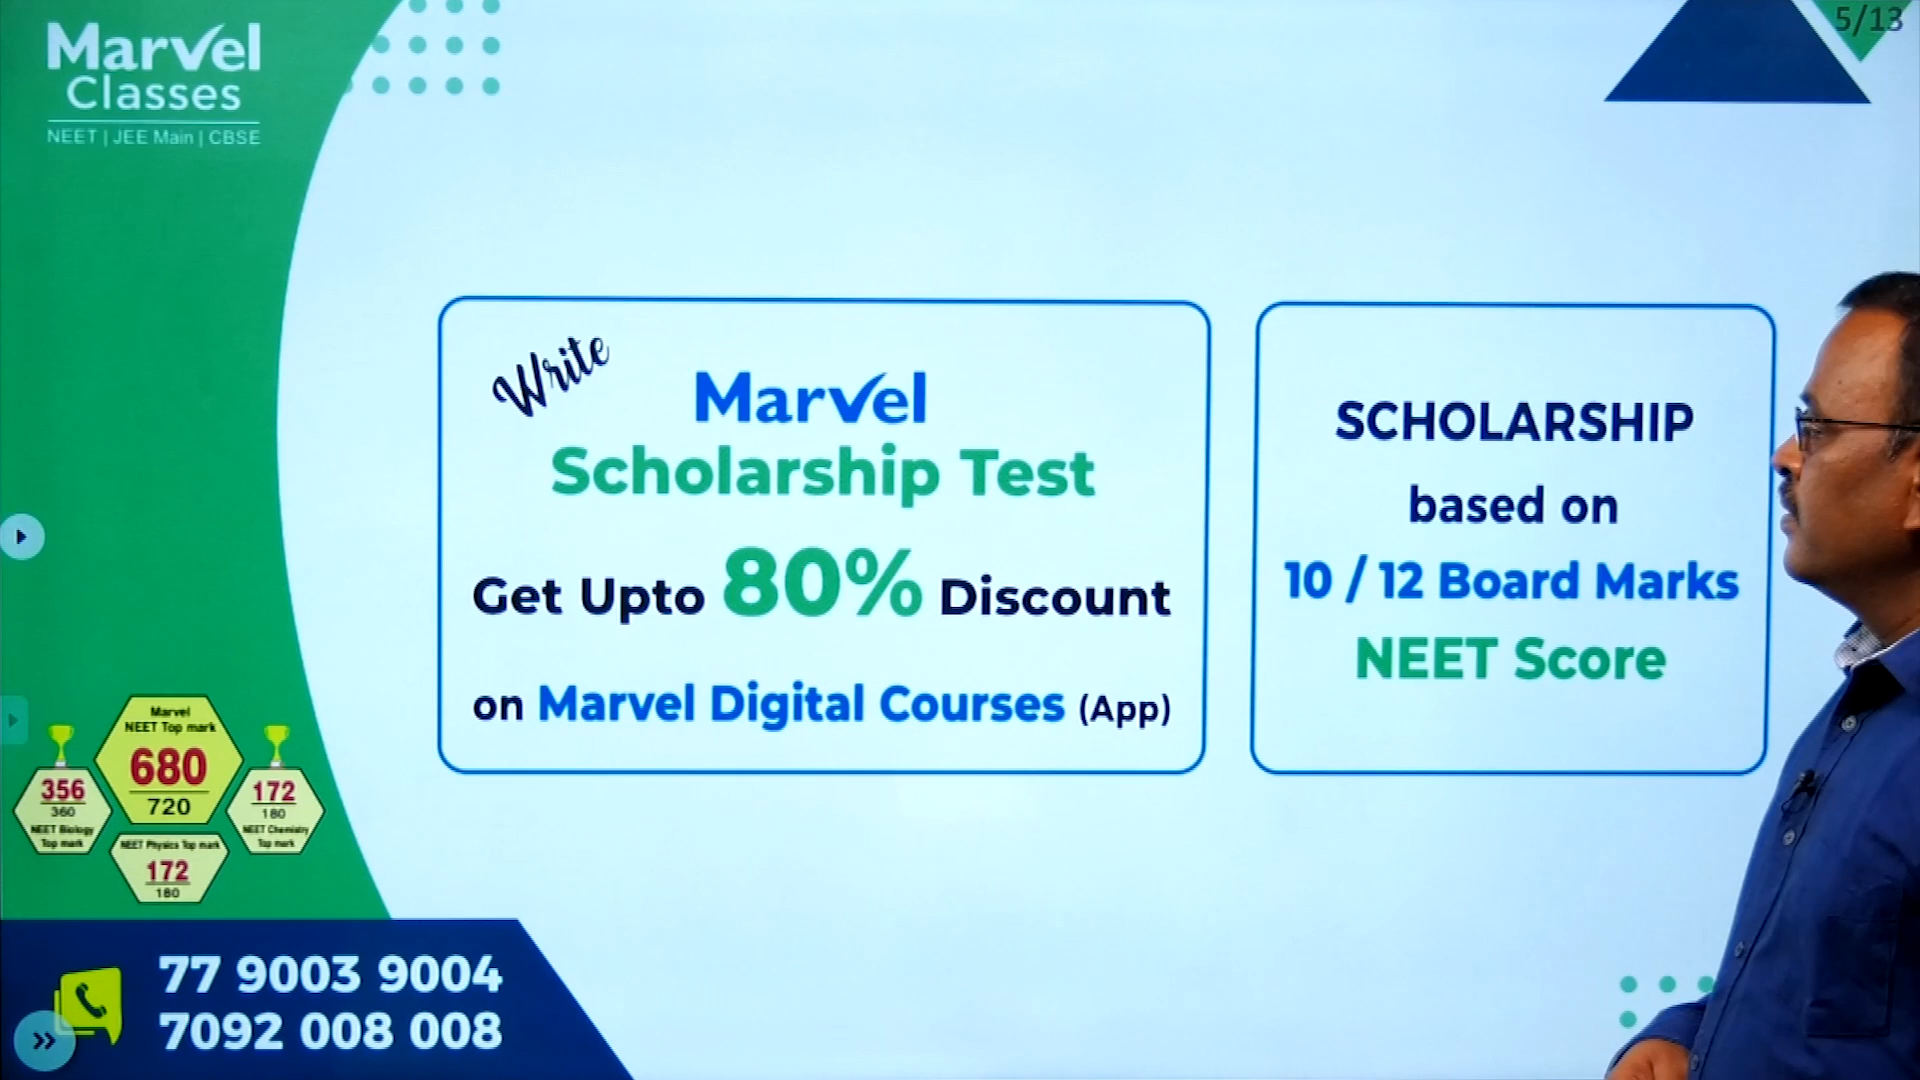 Marvel
Classes
NEET | JEE Main | CBSE
5/13
Write
Marvel
Scholarship Test
Get Upto 80% Discount
on Marvel Digital Courses (App)
SCHOLARSHIP
based on
10 / 12 Board Marks
NEET Score
Marvel
NEET Top mark
680
720
356
360
NEET Biology
Top mark
172
180
NEET Chemistry
Top mark
NEET Physics Top mark
172
180
77 9003 9004
7092 008 008